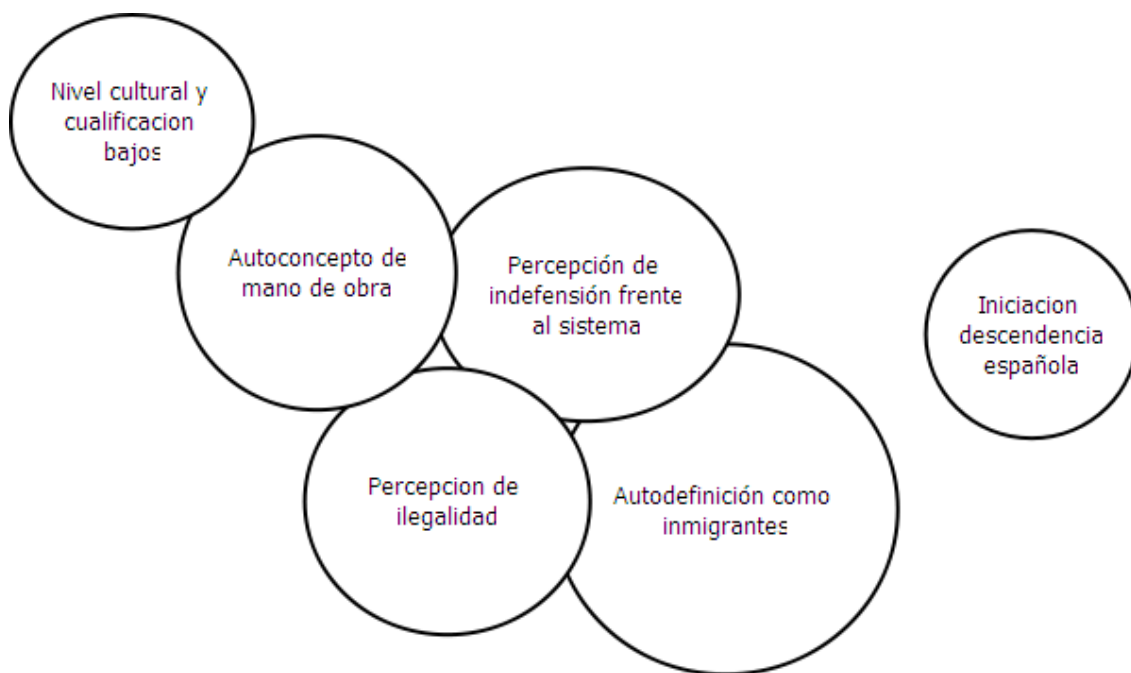 Nivel cultural y
cualificacion
bajos
Autoconcepto de
mano de obra
Percepción de
indefensión frente
al sistema
Iniciacion
descendencia
española
Percepcion de
ilegalidad
Autodefinición como
inmigrantes